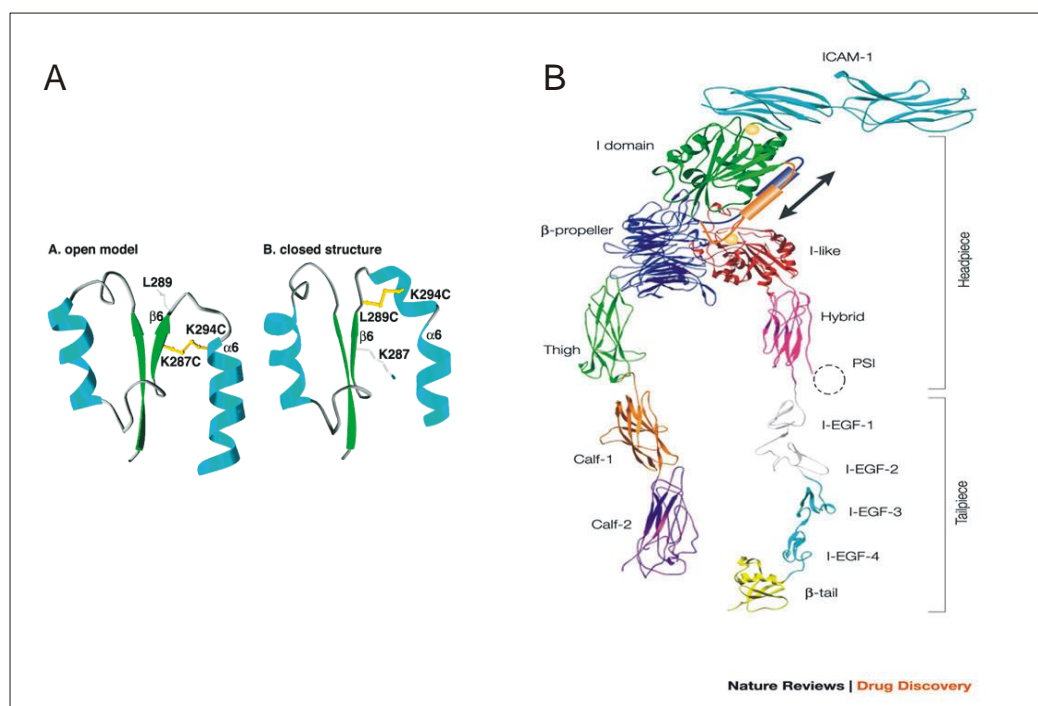 A
B
ICAM-1
I domain
β-propeller
I-like
Headpiece
A. open model
B. closed structure
L289
β6
K294C
K287C
α6
K294C
L289C
β6
K287
α6
Hybrid
Thigh
PSI
I-EGF-1
Calf-1
I-EGF-2
Tailpiece
I-EGF-3
Calf-2
I-EGF-4
β-tail
Nature Reviews | Drug Discovery